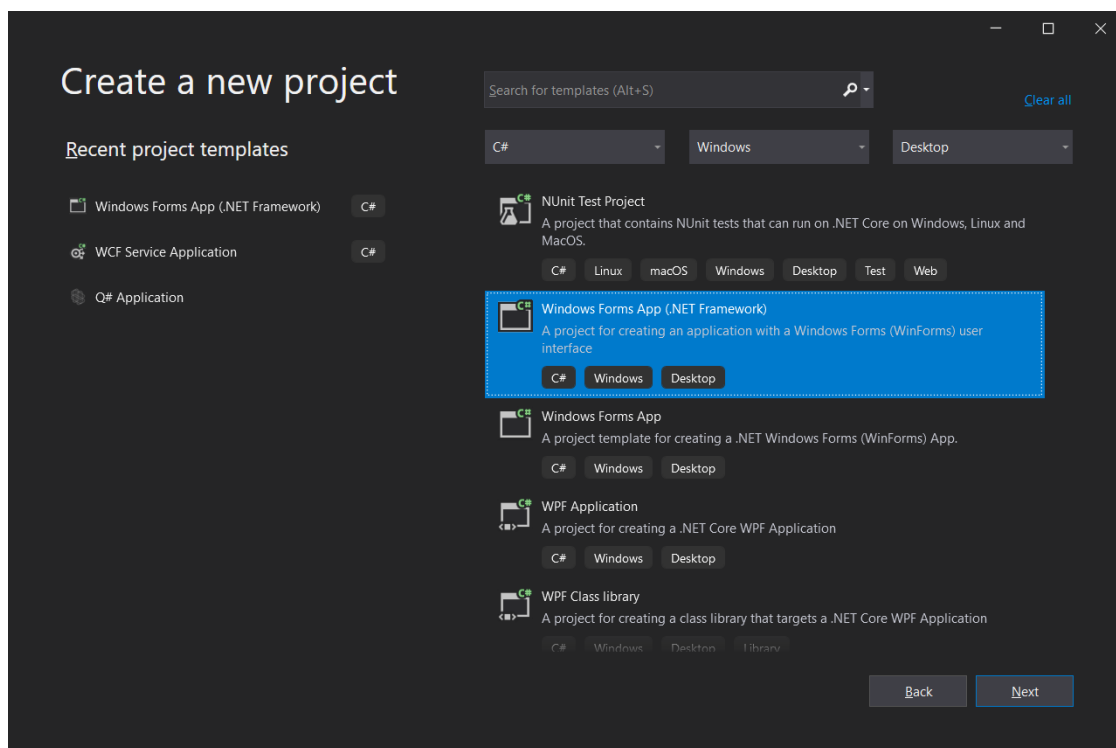 Create a new project
Search for templates (Alt+S)
Clear all
Recent project templates
C#
Windows
Desktop
Windows Forms App (.NET Framework)
C#
WCF Service Application
C#
Q# Application
C#
NUnit Test Project
A project that contains NUnit tests that can run on .NET Core on Windows, Linux and
MacOS.
C# Linux macOS Windows Desktop Test Web
C#
Windows Forms App (.NET Framework)
A project for creating an application with a Windows Forms (WinForms) user
interface
C# Windows Desktop
C#
Windows Forms App
A project template for creating a .NET Windows Forms (WinForms) App.
C# Windows Desktop
C#
WPF Application
A project for creating a .NET Core WPF Application
C# Windows Desktop
C#
WPF Class library
A project for creating a class library that targets a .NET Core WPF Application
C# Windows Desktop Library
Back
Next